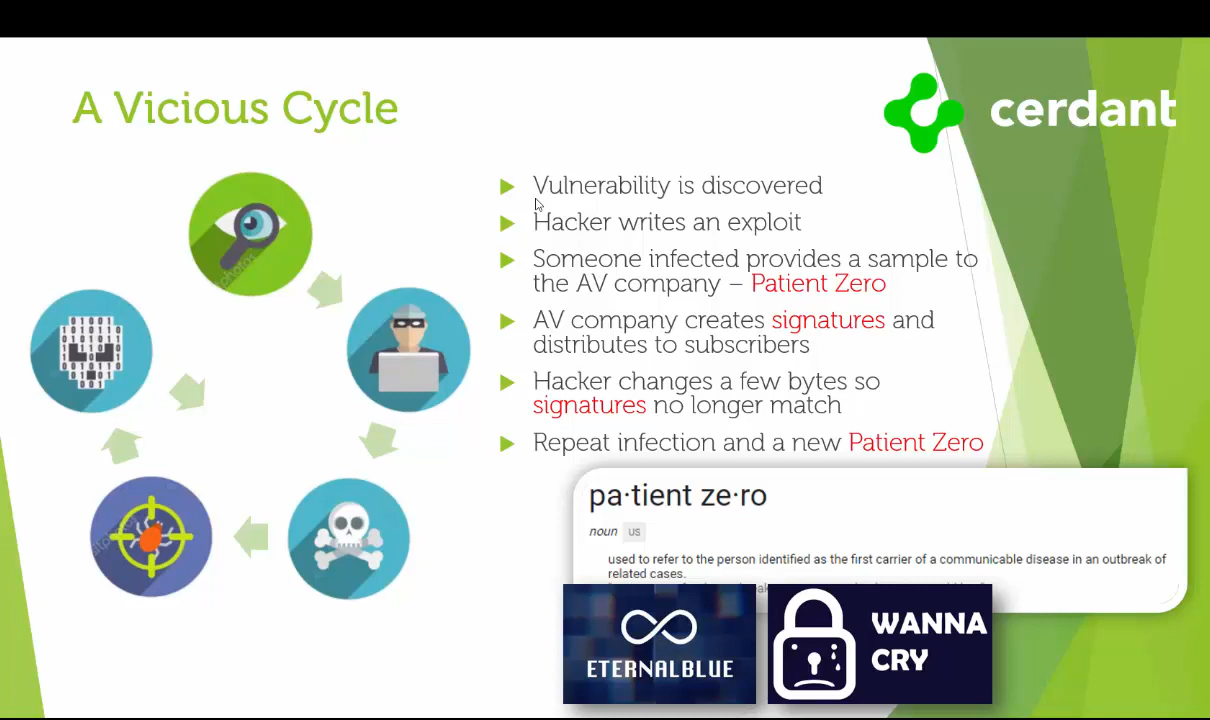 A Vicious Cycle
cerdant
Vulnerability is discovered
Hacker writes an exploit
Someone infected provides a sample to
the AV company – Patient Zero
AV company creates signatures and
distributes to subscribers
Hacker changes a few bytes so
signatures no longer match
Repeat infection and a new Patient Zero
pa·tient ze·ro
noun US
used to refer to the person identified as the first carrier of a communicable disease in an outbreak of
related cases.
ETERNALBLUE
WANNA
CRY